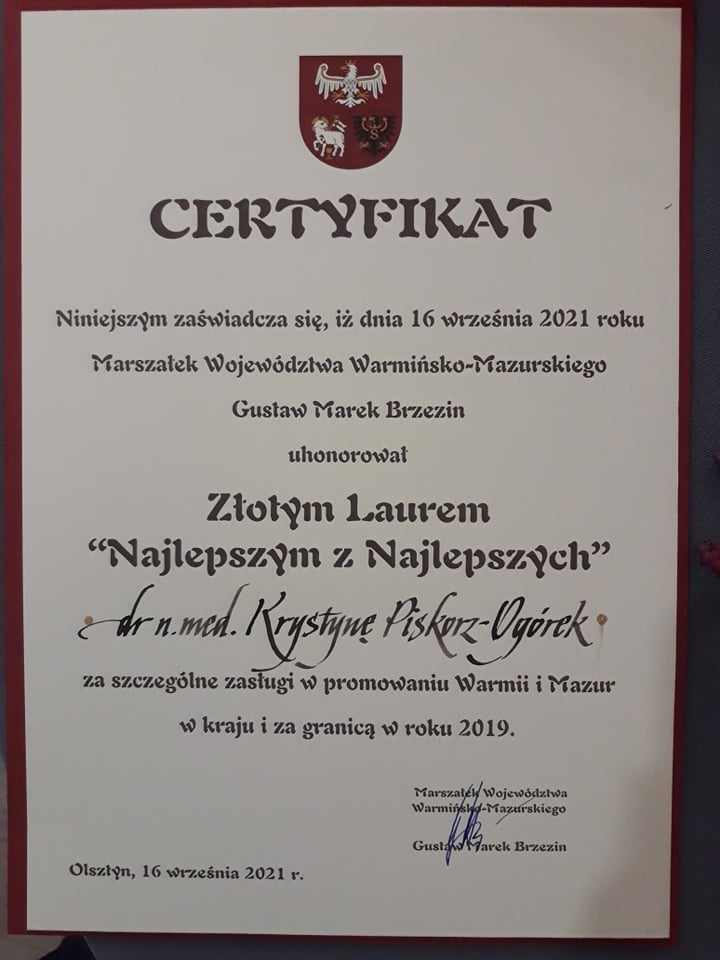 CERTYFIKAT
Niniejszym zaświadcza się, iż dnia 16 września 2021 roku
Marszałek Województwa Warmińsko-Mazurskiego
Gustaw Marek Brzezin
uhonorował
Złotym Laurem
“Najlepszym z Najlepszych”
dr n.med. Krystynę Piskorz-Ogórek
za szczególne zasługi w promowaniu Warmii i Mazur
w kraju i za granicą w roku 2019.
Marszałek Województwa
Warmińsko-Mazurskiego
Gustaw Marek Brzezin
Olsztyn, 16 września 2021 r.